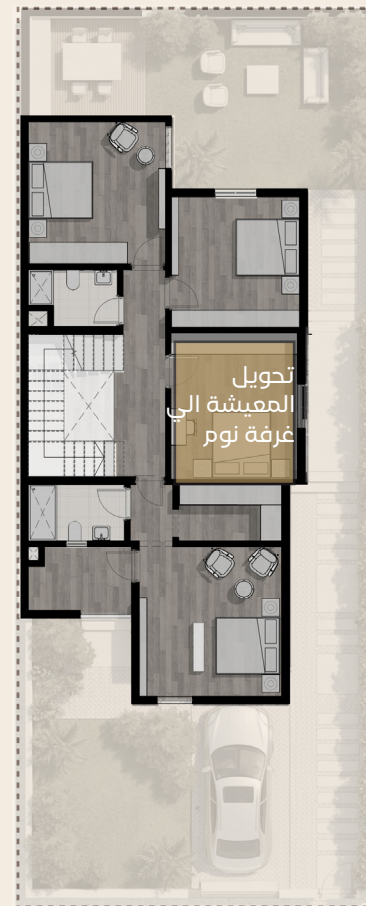 تحويل
المعيشة الي
غرفة نوم